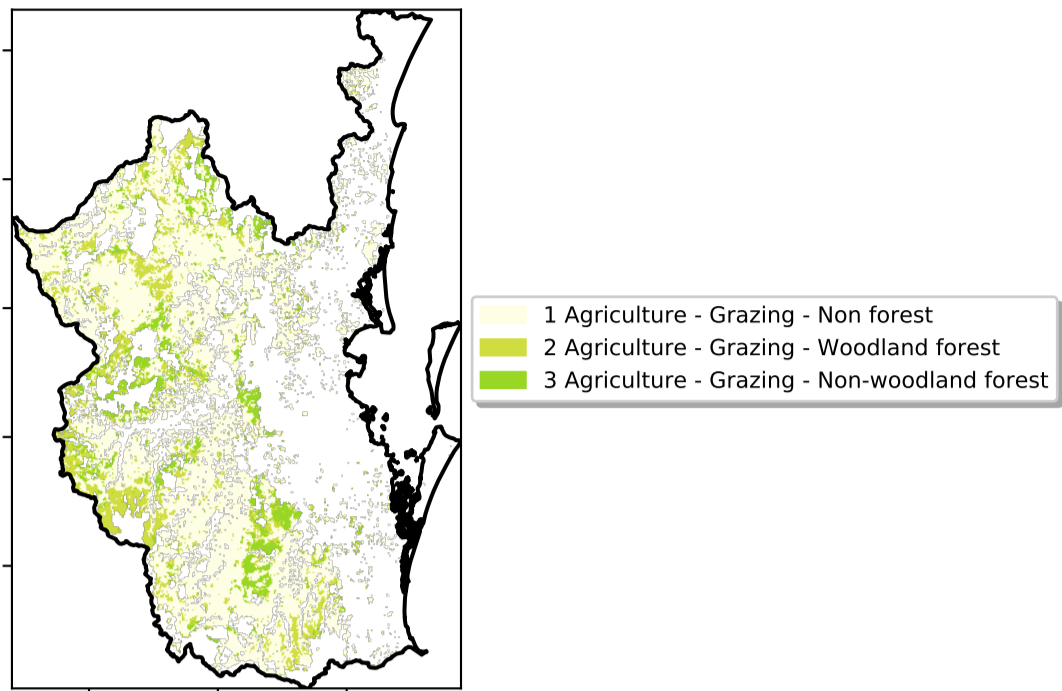 1 Agriculture - Grazing - Non forest
2 Agriculture - Grazing - Woodland forest
3 Agriculture - Grazing - Non-woodland forest